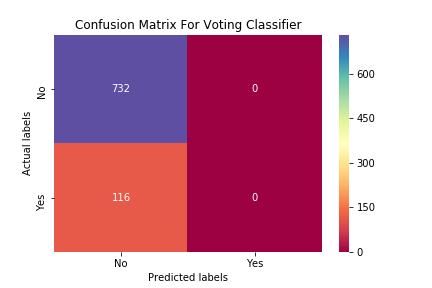 Confusion Matrix For Voting Classifier
No
732
0
600
450
Actual labels
300
Yes
116
0
150
0
No
Yes
Predicted labels